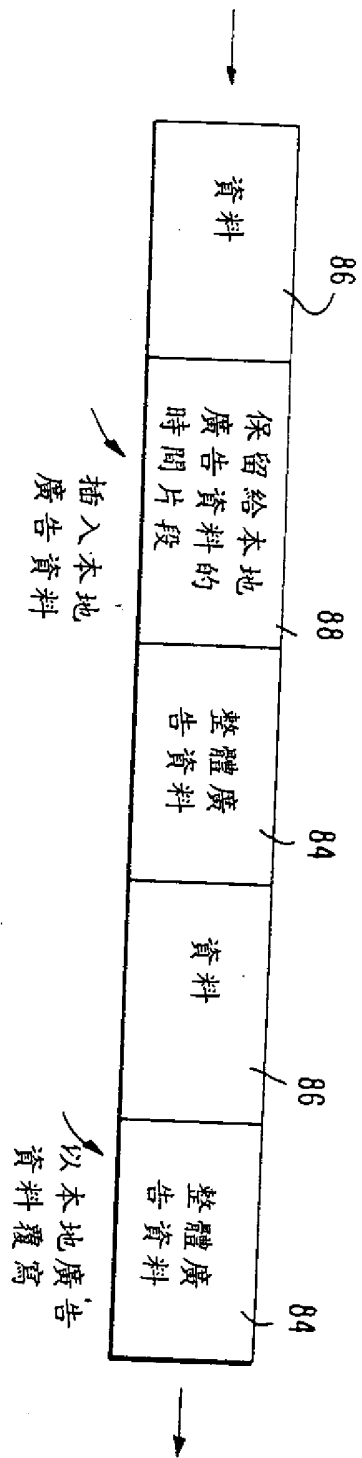 86
資料
88
保留給本地
廣告資料的
時間片段
插入本地
廣告資料
84
整體廣
告資料
86
資料
84
整體廣
告資料
以本地廣告
資料覆寫